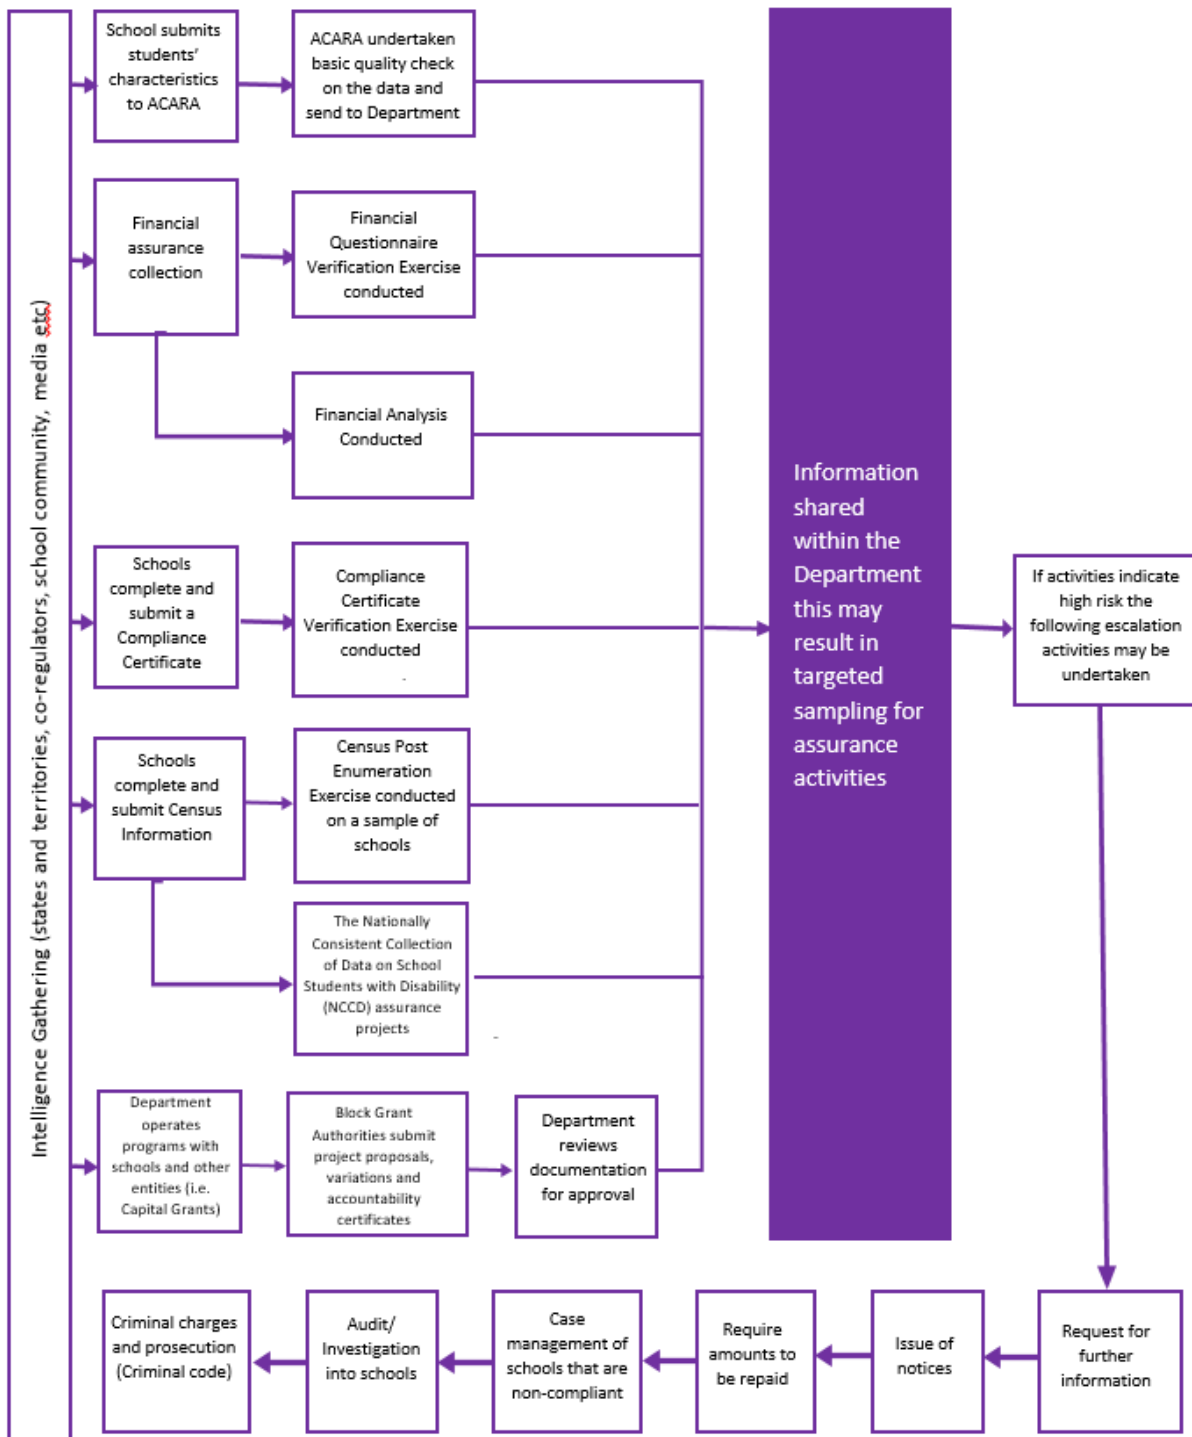 Intelligence Gathering (states and territories, co-regulators, school community, media etc)
School submits
students'
characteristics
to ACARA
ACARA undertaken
basic quality check
on the data and
send to Department
Financial
assurance
collection
Financial
Questionnaire
Verification Exercise
conducted
Financial Analysis
Conducted
Schools
complete and
submit a
Compliance
Certificate
Compliance
Certificate
Verification Exercise
conducted
Schools
complete and
submit Census
Information
Census Post
Enumeration
Exercise conducted
on a sample of
schools
The Nationally
Consistent Collection
of Data on School
Students with Disability
(NCCD) assurance
projects
Department
operates
programs with
schools and other
entities (i.e.
Capital Grants)
Block Grant
Authorities submit
project proposals,
variations and
accountability
certificates
Department
reviews
documentation
for approval
Information
shared
within the
Department
this may
result in
targeted
sampling for
assurance
activities
If activities indicate
high risk the
following escalation
activities may be
undertaken
Request for
further
information
Issue of
notices
Require
amounts to
be repaid
Case
management of
schools that are
non-compliant
Audit/
Investigation
into schools
Criminal charges
and prosecution
(Criminal code)